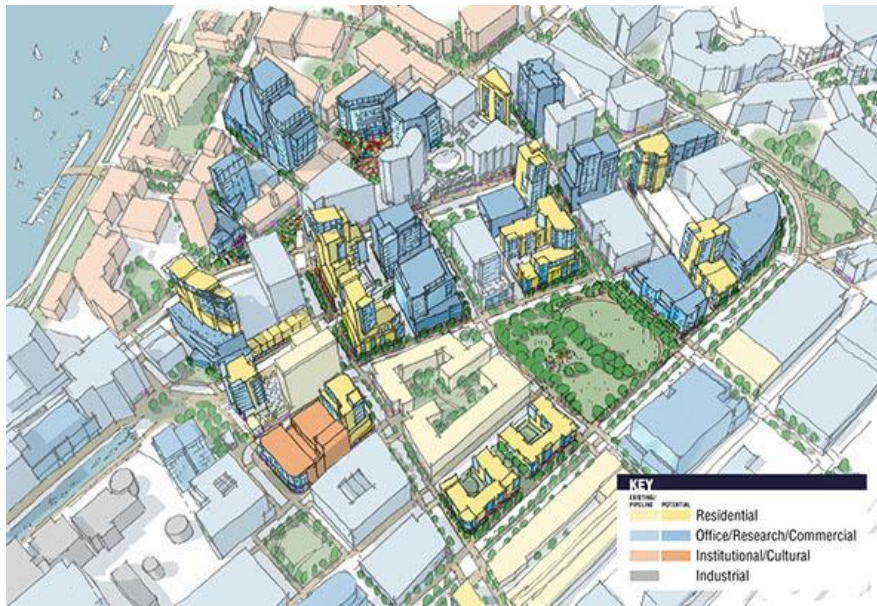 KEY
EXISTING/
PIPELINE POTENTIAL
Residential
Office/Research/Commercial
Institutional/Cultural
Industrial